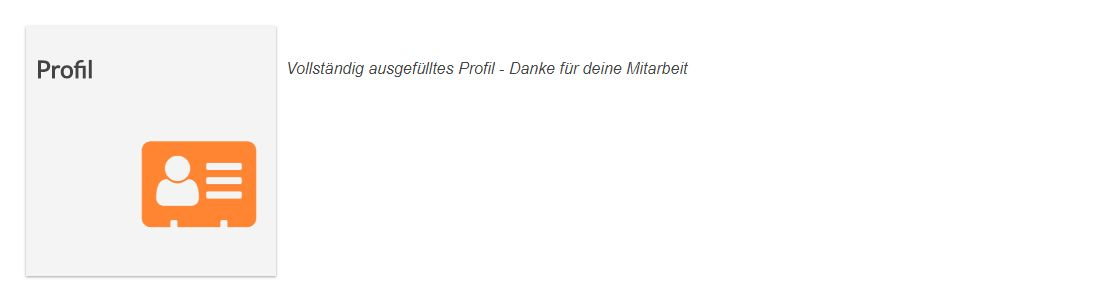 Profil
Vollständig ausgefülltes Profil - Danke für deine Mitarbeit